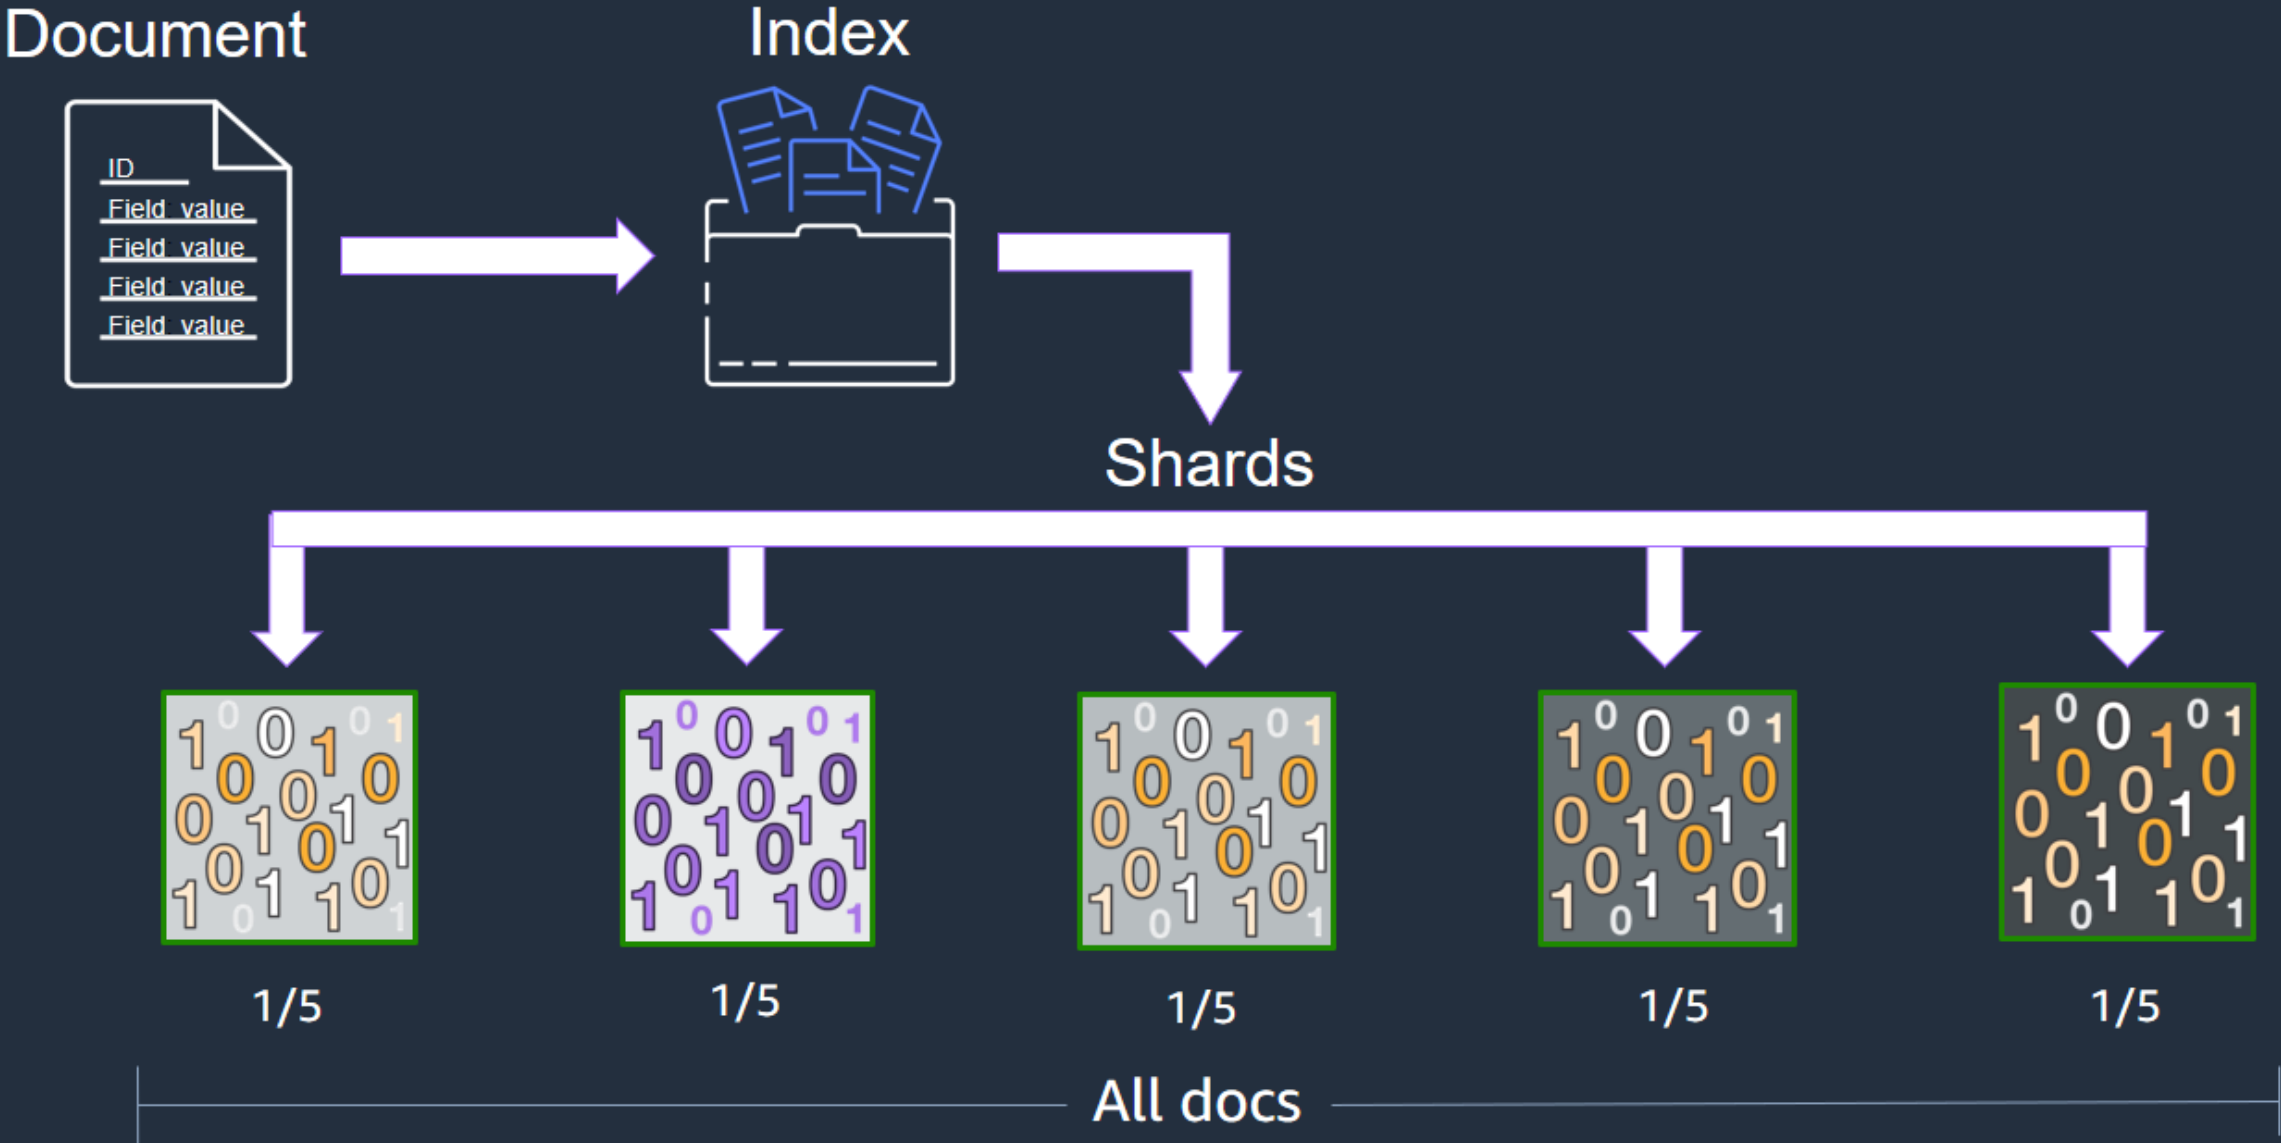 Document
Index
ID
Field: value
Field: value
Field: value
Field: value
Shards
1/5
1/5
1/5
1/5
1/5
All docs